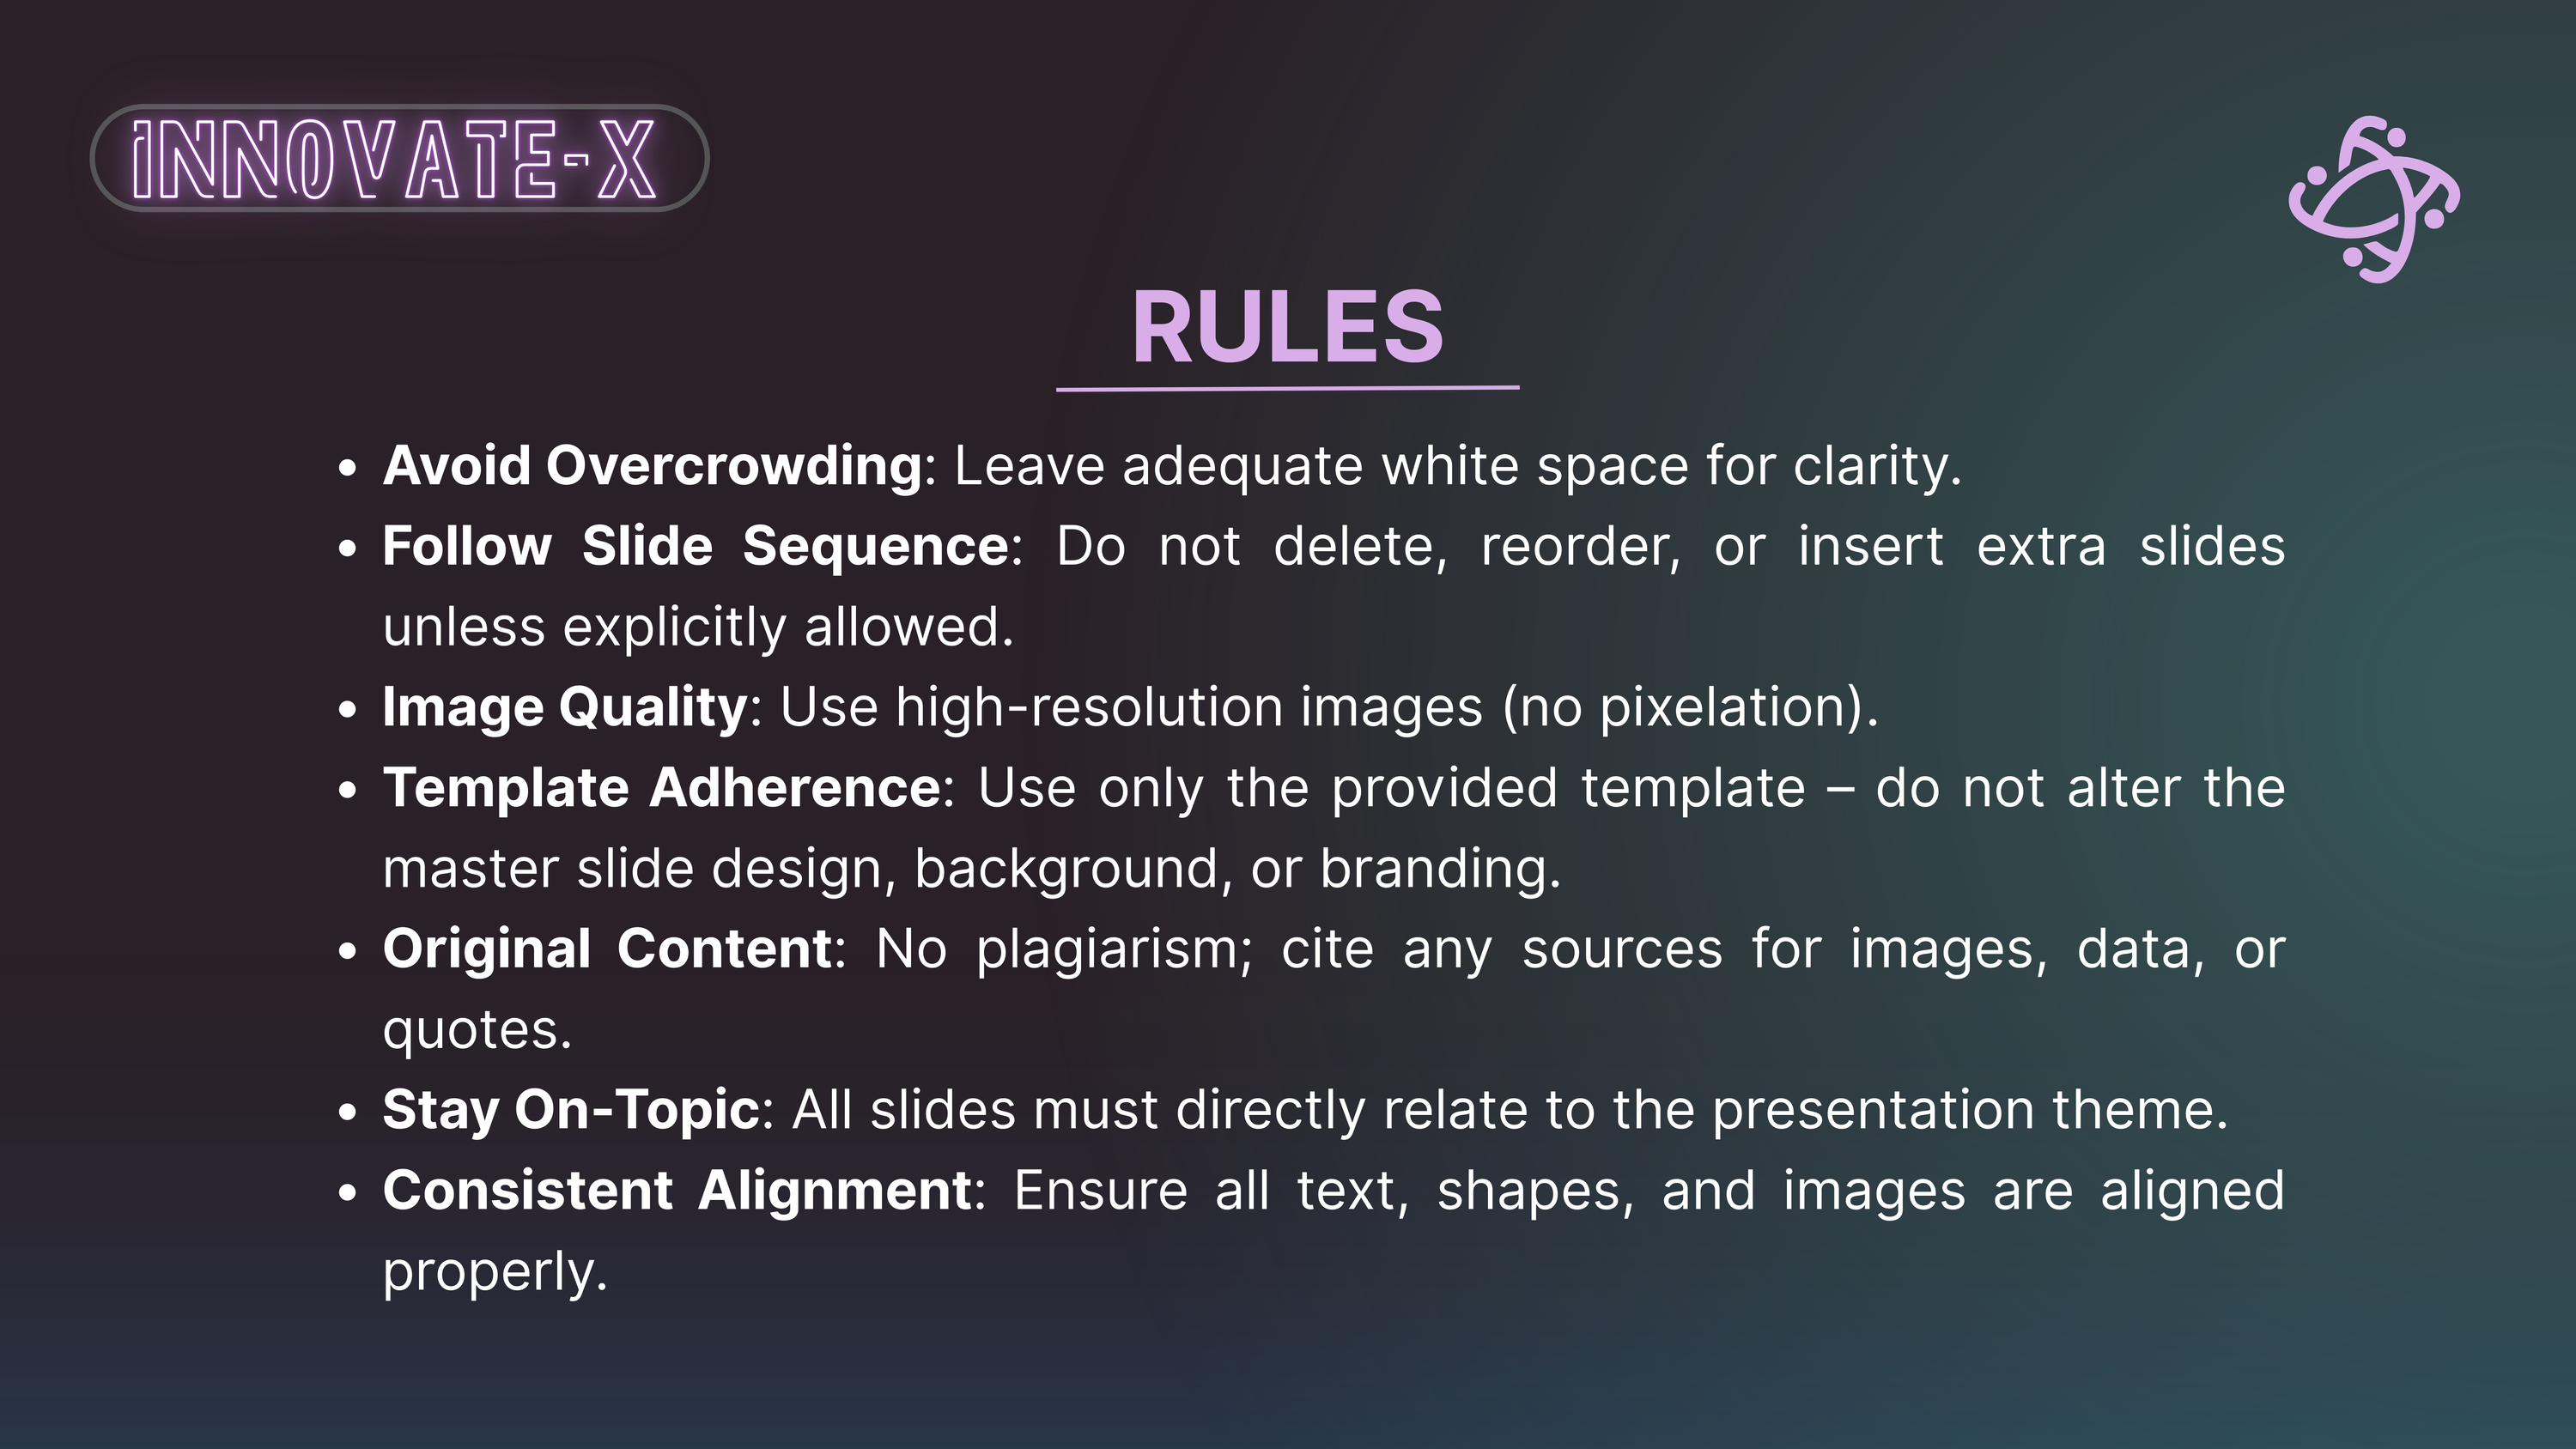 INNOVATE-X
RULES
• Avoid Overcrowding: Leave adequate white space for clarity.
• Follow Slide Sequence: Do not delete, reorder, or insert extra slides
unless explicitly allowed.
• Image Quality: Use high-resolution images (no pixelation).
• Template Adherence: Use only the provided template – do not alter the
master slide design, background, or branding.
• Original Content: No plagiarism; cite any sources for images, data, or
quotes.
• Stay On-Topic: All slides must directly relate to the presentation theme.
• Consistent Alignment: Ensure all text, shapes, and images are aligned
properly.